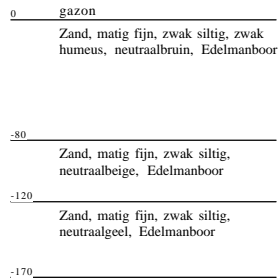 0 gazon
Zand, matig fijn, zwak siltig, zwak
humeus, neutraalbruin, Edelmanboor
-80
Zand, matig fijn, zwak siltig,
neutraalbeige, Edelmanboor
-120
Zand, matig fijn, zwak siltig,
neutraalgeel, Edelmanboor
-170